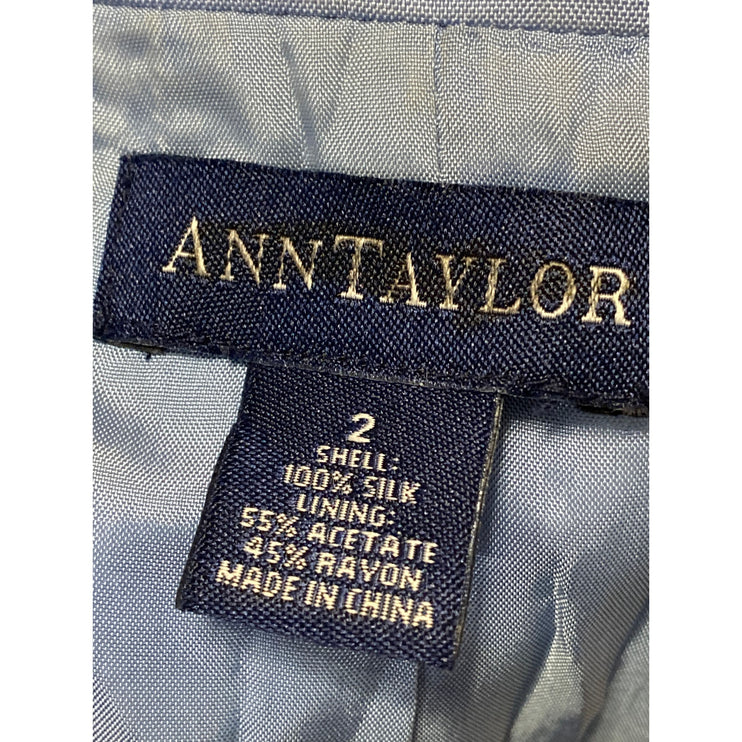 ANNTAYLOR
2
SHELL:
100% SILK
LINING:
55% ACETATE
45% RAYON
MADE IN CHINA